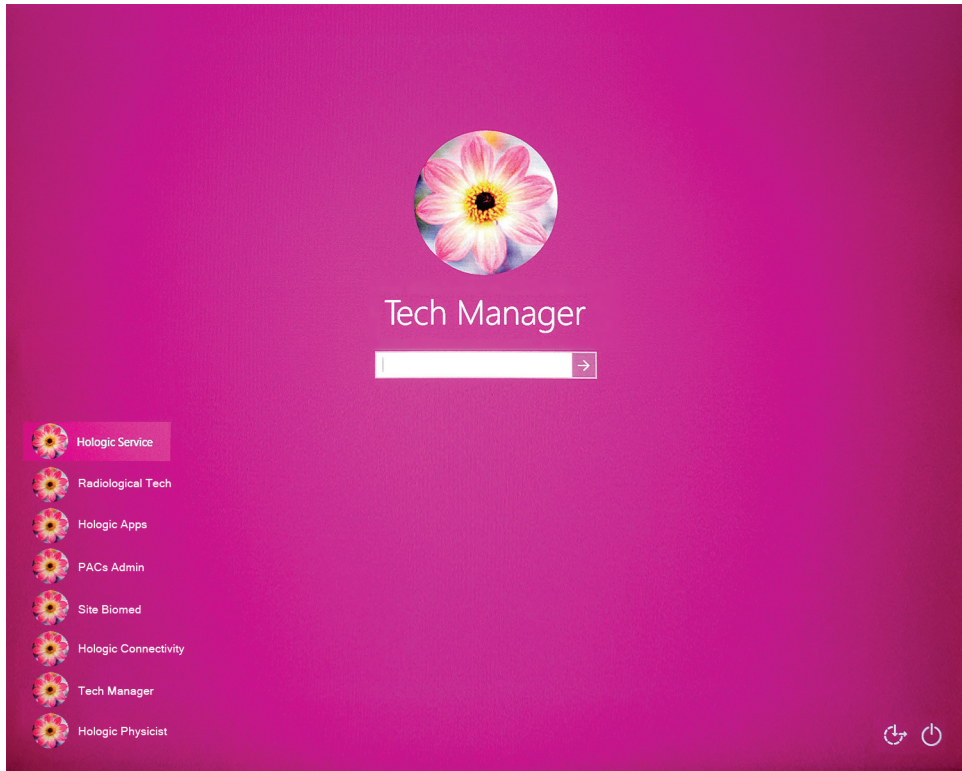 Tech Manager
Hologic Service
Radiological Tech
Hologic Apps
PACs Admin
Site Biomed
Hologic Connectivity
Tech Manager
Hologic Physicist